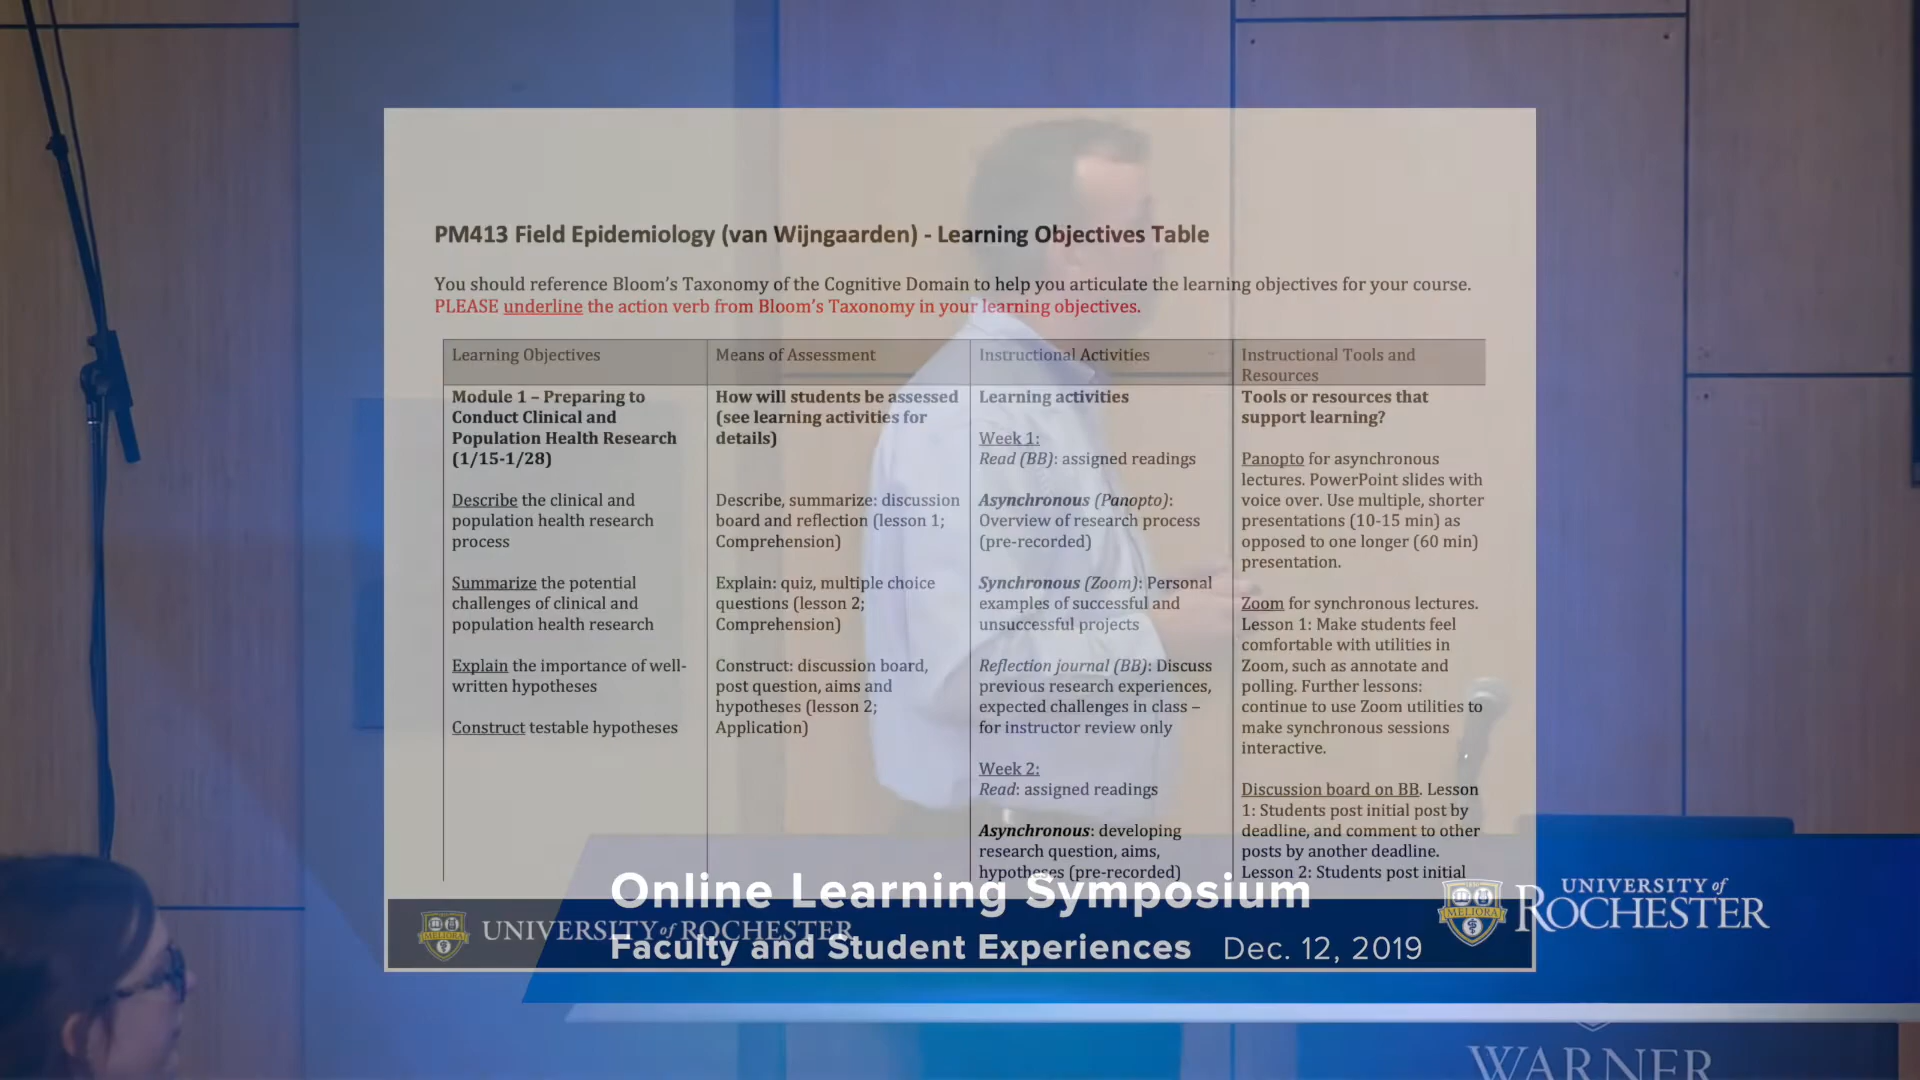 PM413 Field Epidemiology (van Wijngaarden) - Learning Objectives Table
You should reference Bloom's Taxonomy of the Cognitive Domain to help you articulate the learning objectives for your course.
PLEASE underline the action verb from Bloom's Taxonomy in your learning objectives.
Learning Objectives
Module 1 – Preparing to
Conduct Clinical and
Population Health Research
(1/15-1/28)
Describe the clinical and
population health research
process
Summarize the potential
challenges of clinical and
population health research
Explain the importance of well-
written hypotheses
Construct testable hypotheses
Means of Assessment
How will students be assessed
(see learning activities for
details)
Describe, summarize: discussion
board and reflection (lesson 1;
Comprehension)
Explain: quiz, multiple choice
questions (lesson 2;
Comprehension)
Construct: discussion board,
post question, aims and
hypotheses (lesson 2;
Application)
Instructional Activities
Learning activities
Week 1:
Read (BB): assigned readings
Asynchronous (Panopto):
Overview of research process
(pre-recorded)
Synchronous (Zoom): Personal
examples of successful and
unsuccessful projects
Reflection journal (BB): Discuss
previous research experiences,
expected challenges in class –
for instructor review only
Week 2:
Read: assigned readings
Asynchronous: developing
research question, aims,
hypotheses (pre-recorded)
Instructional Tools and
Resources
Tools or resources that
support learning?
Panopto for asynchronous
lectures. PowerPoint slides with
voice over. Use multiple, shorter
presentations (10-15 min) as
opposed to one longer (60 min)
presentation.
Zoom for synchronous lectures.
Lesson 1: Make students feel
comfortable with utilities in
Zoom, such as annotate and
polling. Further lessons:
continue to use Zoom utilities to
make synchronous sessions
interactive.
Discussion board on BB. Lesson
1: Students post initial post by
deadline, and comment to other
posts by another deadline.
Lesson 2: Students post initial
MELIORA
UNIVERSITY of ROCHESTER
Online Learning Symposium
Faculty and Student Experiences Dec. 12, 2019
MELIORA
UNIVERSITY of
ROCHESTER
WARNER